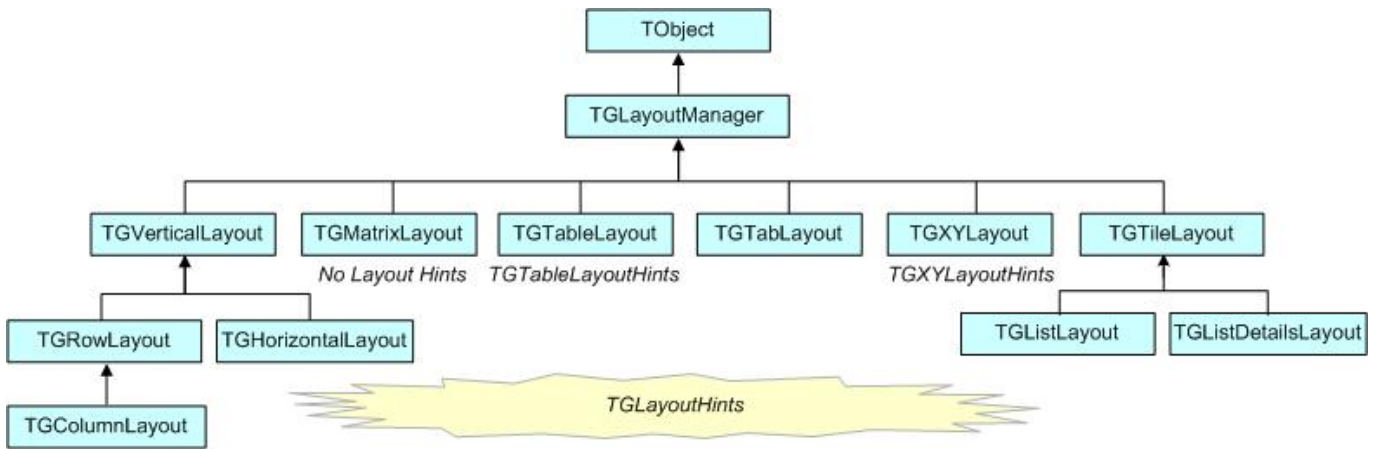 TObject
TGLayoutManager
TGVerticalLayout
TGMatrixLayout
TGTableLayout
TGTabLayout
TGXYLayout
TGTileLayout
No Layout Hints
TGTableLayoutHints
TGXYLayoutHints
TGRowLayout
TGHorizontalLayout
TGListLayout
TGListDetailsLayout
TGLayoutHints
TGColumnLayout